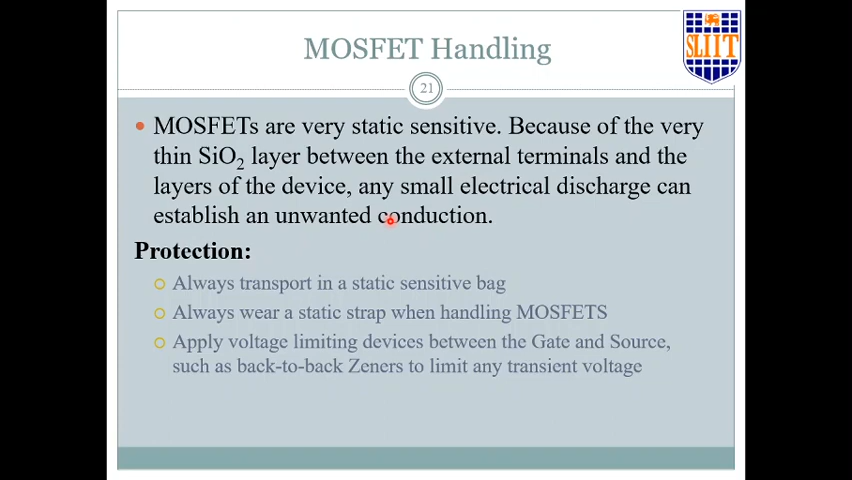 MOSFET Handling
SLIIT
21
MOSFETs are very static sensitive. Because of the very
thin SiO₂ layer between the external terminals and the
layers of the device, any small electrical discharge can
establish an unwanted conduction.
Protection:
Always transport in a static sensitive bag
Always wear a static strap when handling MOSFETS
Apply voltage limiting devices between the Gate and Source,
such as back-to-back Zeners to limit any transient voltage